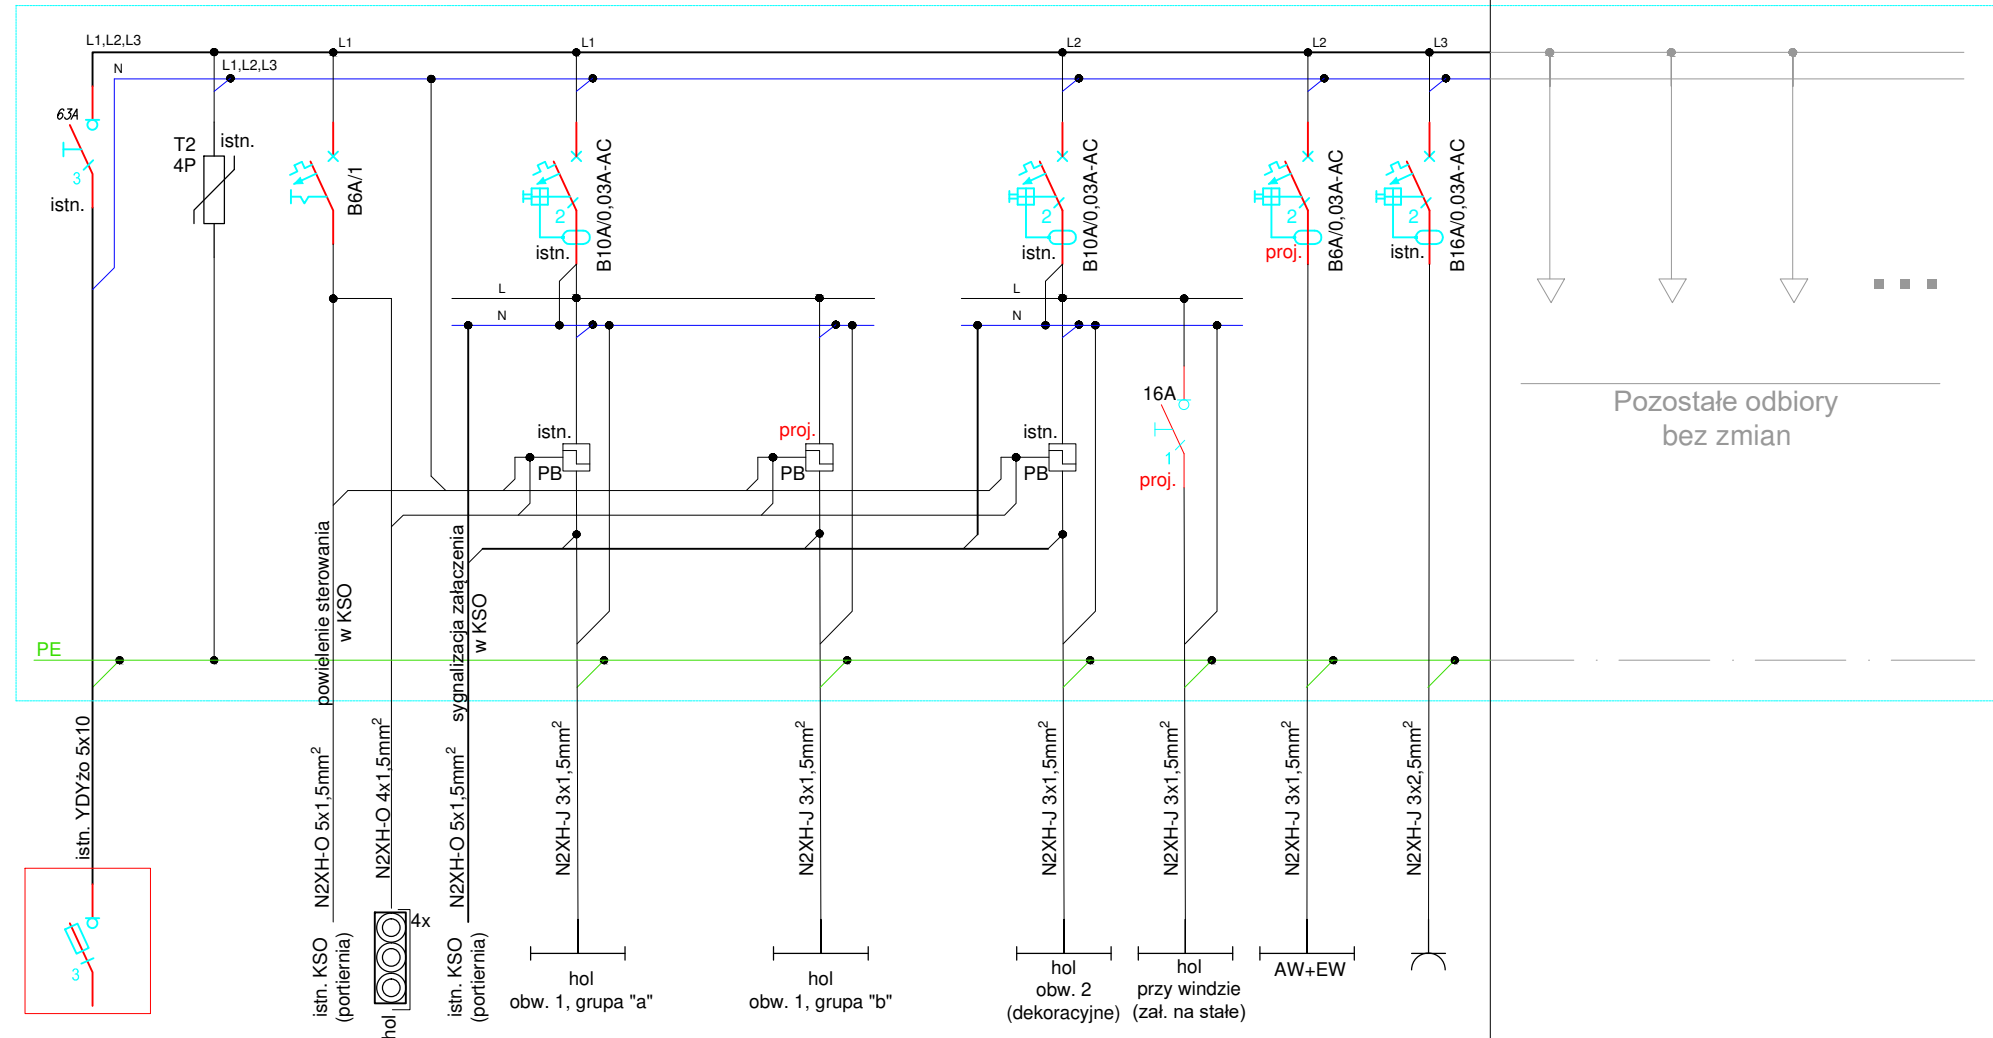 L1,L2,L3
N
L1,L2,L3
L1
L1
L2
L2
L3
63A
3
istn.
T2
4P
istn.
B6A/1
2
istn.
B10A/0,03A-AC
2
istn.
B10A/0,03A-AC
2
proj.
B6A/0,03A-AC
istn.
B16A/0,03A-AC
L
N
L
N
istn.
PB
proj.
PB
istn.
PB
16A
1
proj.
Pozostałe odbiory
bez zmian
powielenie sterowania
w KSO
sygnalizacja załączenia
w KSO
PE
istn. YDYżo 5x10
N2XH-O 5x1,5mm²
N2XH-O 4x1,5mm²
N2XH-O 5x1,5mm²
N2XH-J 3x1,5mm²
N2XH-J 3x1,5mm²
N2XH-J 3x1,5mm²
N2XH-J 3x1,5mm²
N2XH-J 3x1,5mm²
N2XH-J 3x2,5mm²
3
istn. KSO
(portiernia)
4x
hol
istn. KSO
(portiernia)
hol
obw. 1, grupa "a"
hol
obw. 1, grupa "b"
hol
obw. 2
(dekoracyjne)
hol
przy windzie
(zał. na stałe)
AW+EW